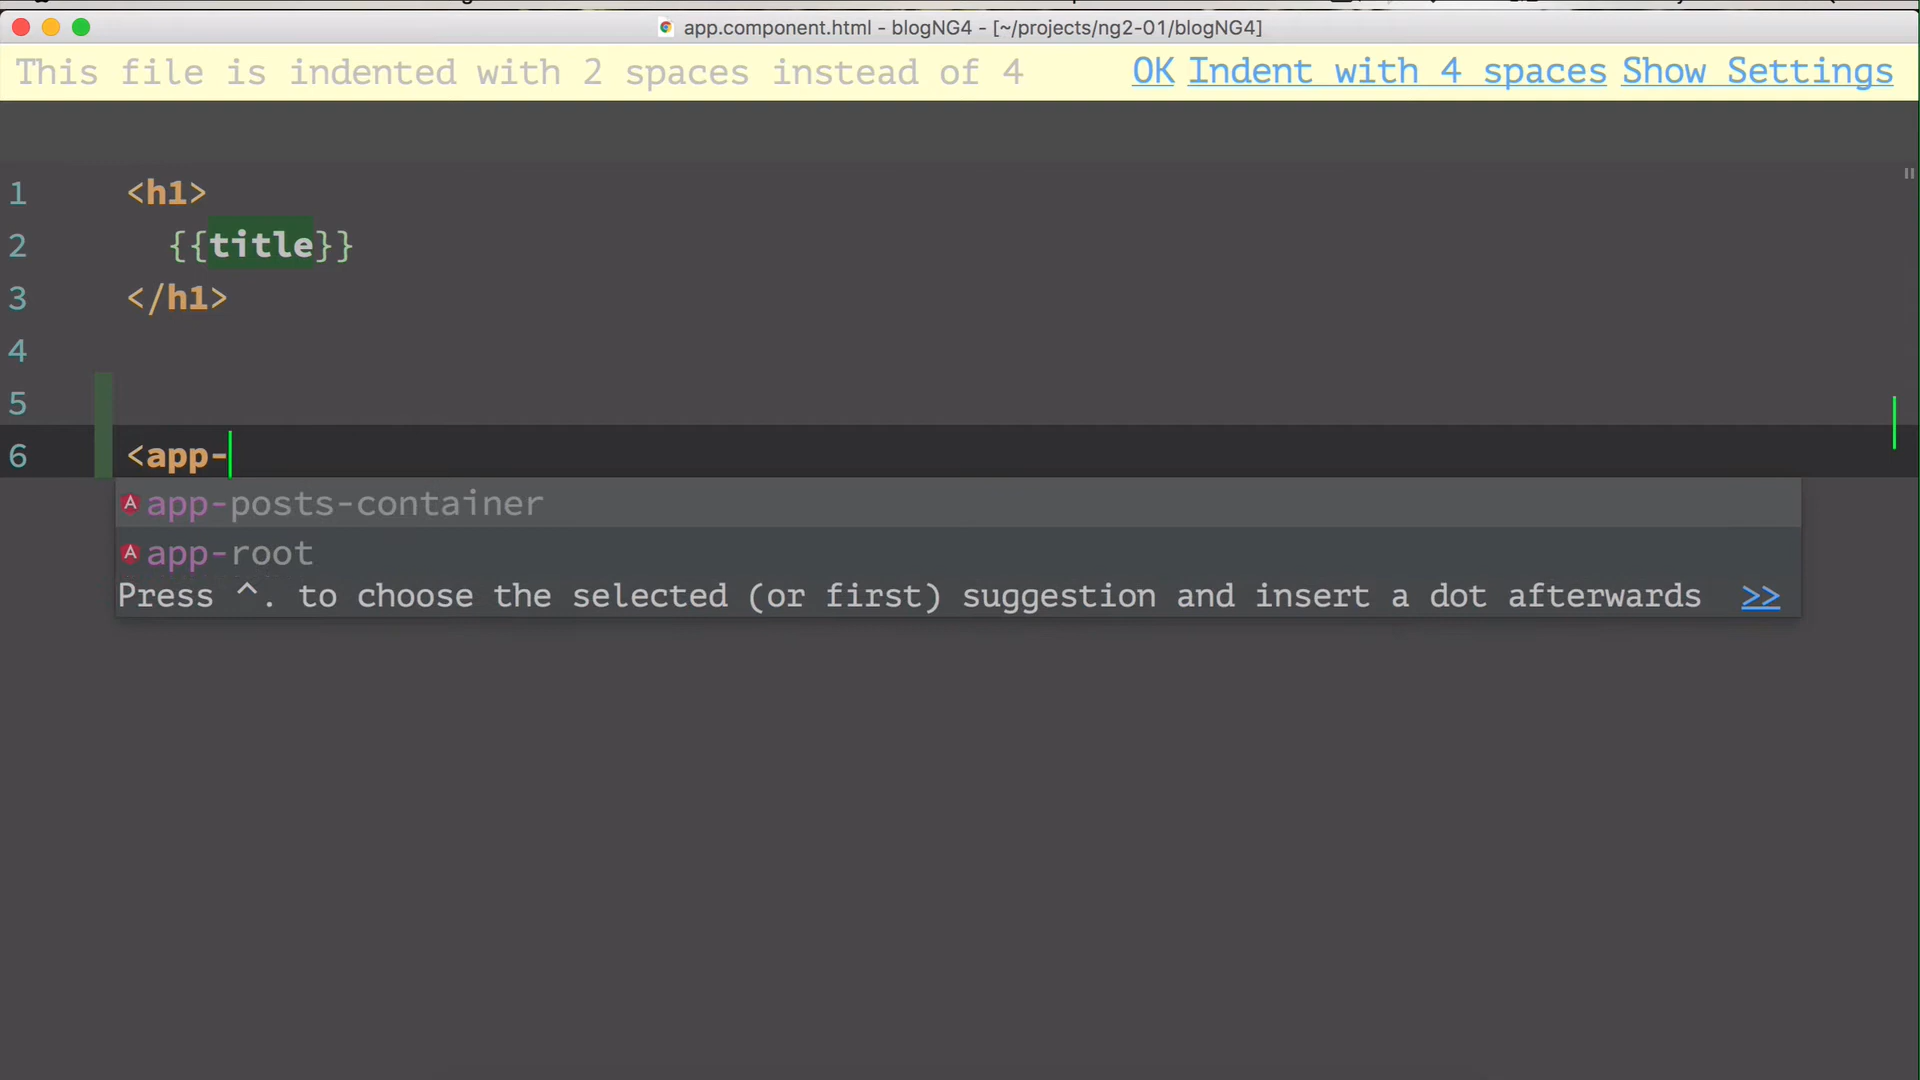 app.component.html - blogNG4 - [~/projects/ng2-01/blogNG4]
This file is indented with 2 spaces instead of 4 OK Indent with 4 spaces Show Settings
1 <h1>
2 {{title}}
3 </h1>
4
5
6 <app-
app-posts-container
app-root
Press ^. to choose the selected (or first) suggestion and insert a dot afterwards >>